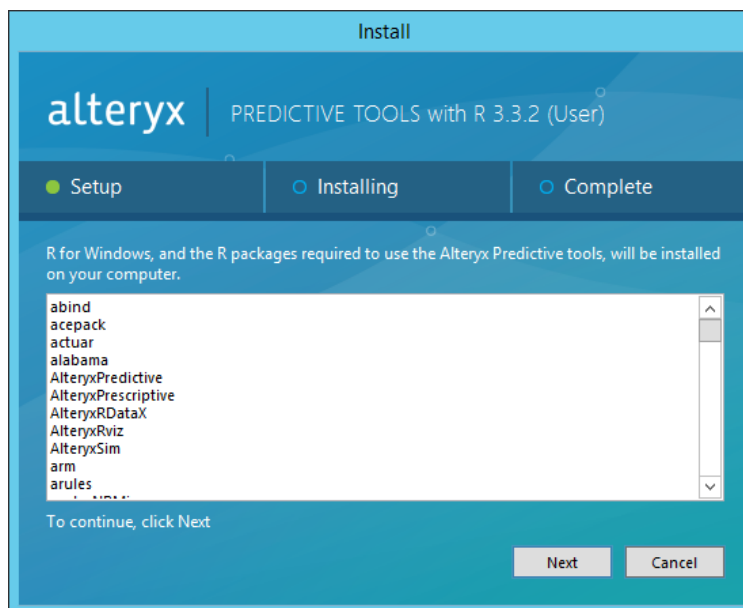 Install
alteryx
PREDICTIVE TOOLS with R 3.3.2 (User)
Setup
Installing
Complete
R for Windows, and the R packages required to use the Alteryx Predictive tools, will be installed
on your computer.
abind
acepack
actuar
alabama
AlteryxPredictive
AlteryxPrescriptive
AlteryxRDataX
AlteryxRviz
AlteryxSim
arm
arules
To continue, click Next
Next
Cancel